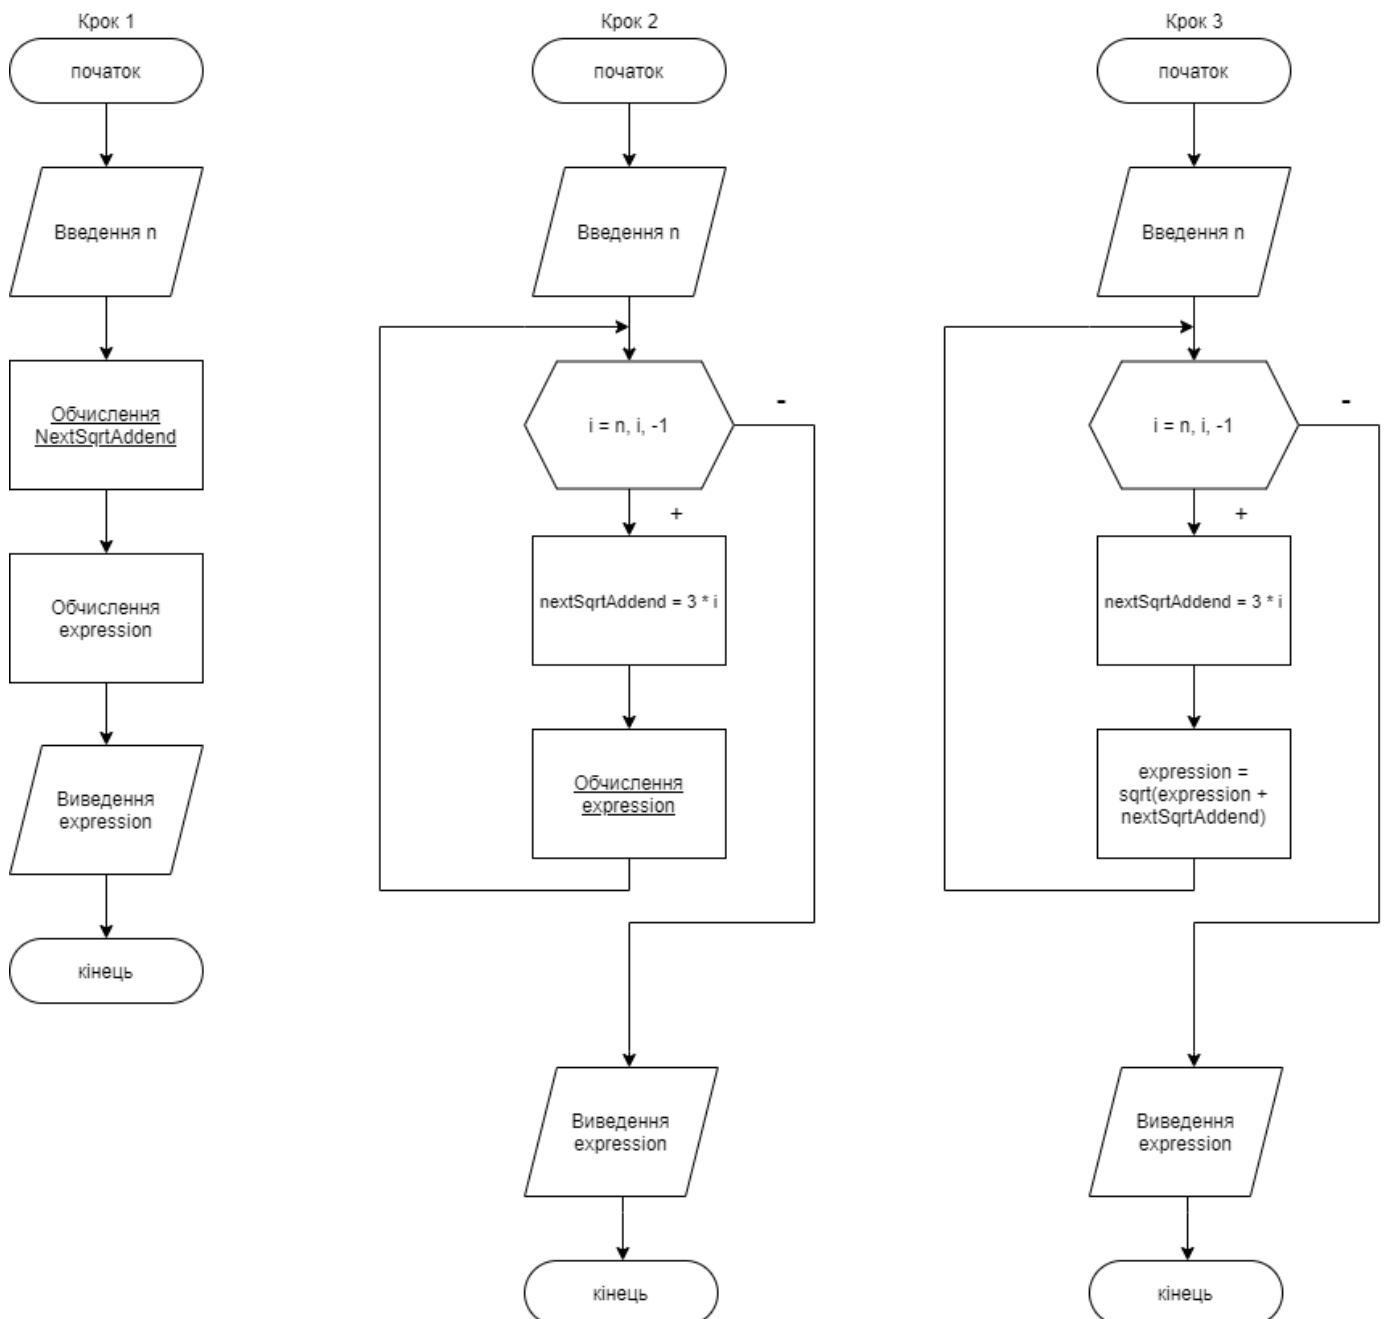 Крок 1
початок
Введення n
Обчислення
NextSqrtAddend
Обчислення
expression
Виведення
expression
кінець
Крок 2
початок
Введення n
i = n, i, -1
-
+
nextSqrtAddend = 3 * i
Обчислення
expression
Виведення
expression
кінець
Крок 3
початок
Введення n
i = n, i, -1
-
+
nextSqrtAddend = 3 * i
expression =
sqrt(expression +
nextSqrtAddend)
Виведення
expression
кінець